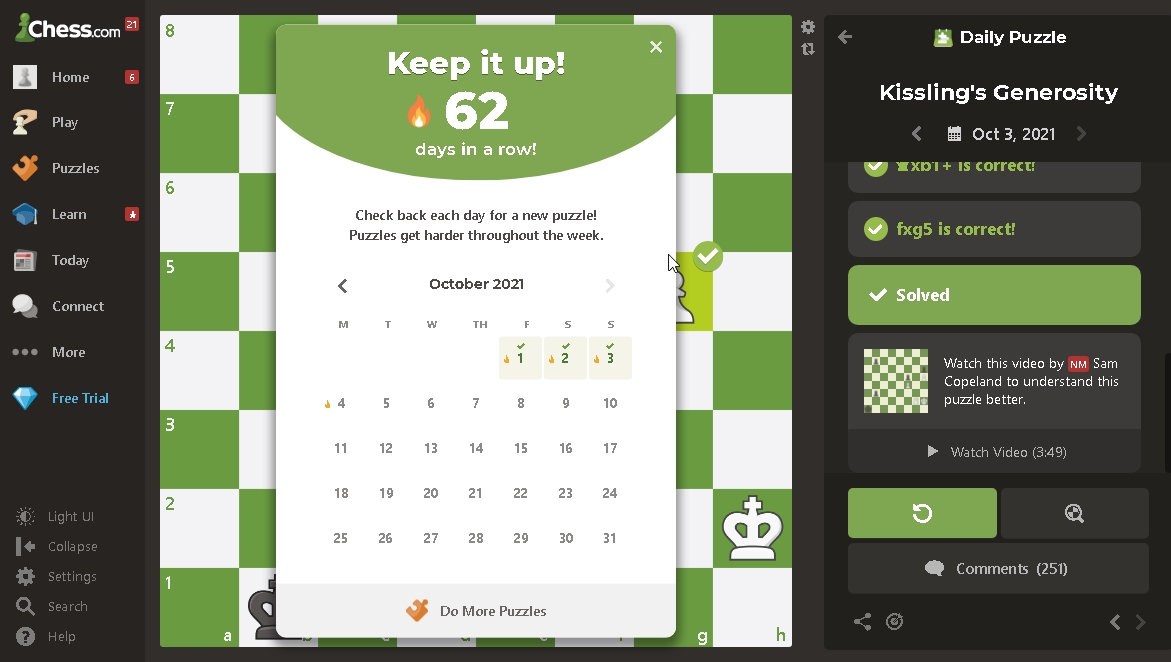 Chess.com 21
Home 6
Play
Puzzles
Learn
Today
Connect
More
Free Trial
Light UI
Collapse
Settings
Search
Help
8
7
6
5
4
3
2
1
a
g
h
Keep it up!
62
days in a row!
Check back each day for a new puzzle!
Puzzles get harder throughout the week.
October 2021
M T W TH F S S
1 2 3
4 5 6 7 8 9 10
11 12 13 14 15 16 17
18 19 20 21 22 23 24
25 26 27 28 29 30 31
Do More Puzzles
Daily Puzzle
Kissling's Generosity
Oct 3, 2021
xb1+ is correct!
fxg5 is correct!
Solved
Watch this video by NM Sam
Copeland to understand this
puzzle better.
Watch Video (3:49)
Comments (251)